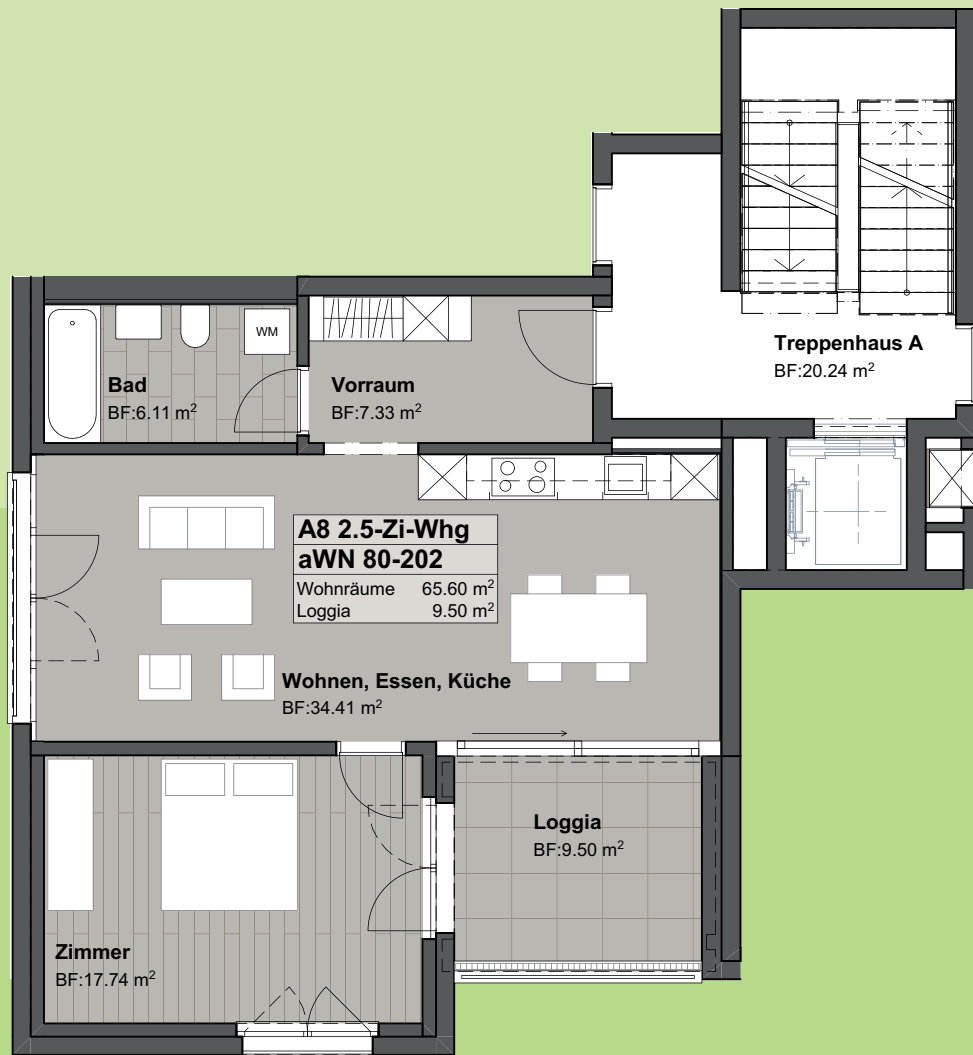 Treppenhaus A
BF:20.24 m²
WM
Bad
BF:6.11 m²
Vorraum
BF:7.33 m²
A8 2.5-Zi-Whg
aWN 80-202
Wohnräume 65.60 m²
Loggia 9.50 m²
Wohnen, Essen, Küche
BF:34.41 m²
Loggia
BF:9.50 m²
Zimmer
BF:17.74 m²